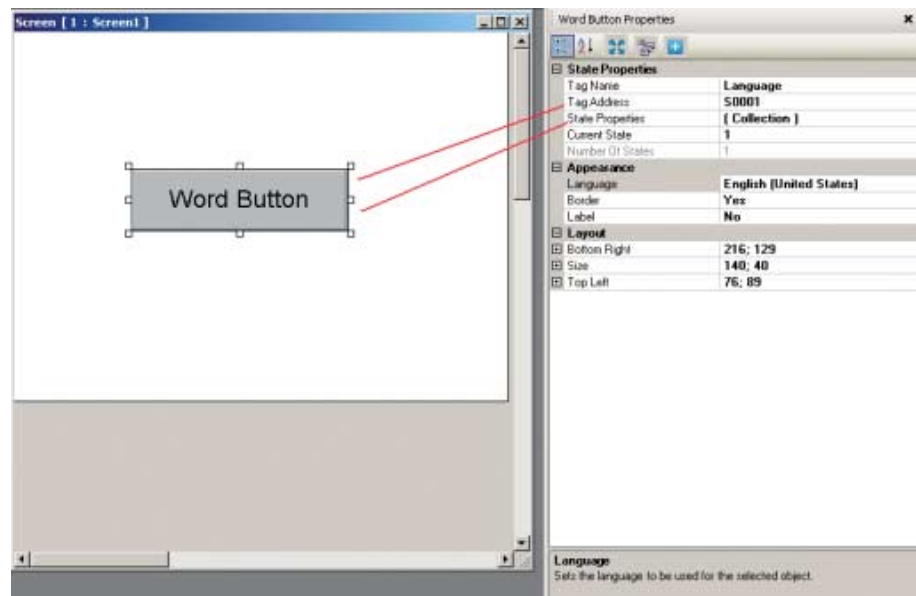 Screen [1 : Screen1]
Word Button
Word Button Properties
State Properties
Tag Name Language
Tag Address S0001
State Properties ( Collection )
Current State 1
Number Of States 1
Appearance
Language English (United States)
Border Yes
Label No
Layout
Bottom Right 216; 129
Size 140; 40
Top Left 76; 89
Language
Sets the language to be used for the selected object.